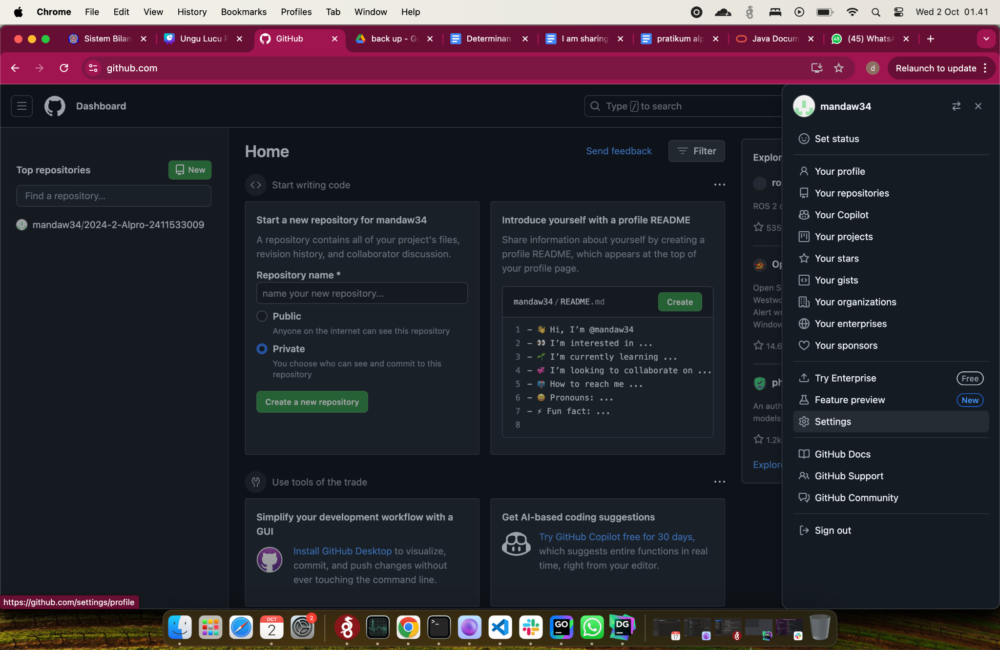 Chrome File Edit View History Bookmarks Profiles Tab Window Help Wed 2 Oct 01.41
Sistem Bilan Ungu Lucu GitHub back up - Go Determinan I am sharing pratikum alp Java Docum (45) WhatsA
github.com Relaunch to update
Dashboard Type / to search
Home
Send feedback Filter
Top repositories New
Find a repository...
mandaw34/2024-2-Alpro-2411533009
Start writing code
Start a new repository for mandaw34
A repository contains all of your project's files,
revision history, and collaborator discussion.
Repository name *
name your new repository...
Public
Anyone on the internet can see this repository
Private
You choose who can see and commit to this
repository
Create a new repository
Introduce yourself with a profile README
Share information about yourself by creating a
profile README, which appears at the top of
your profile page.
mandaw34/README.md Create
1 - 👋 Hi, I’m @mandaw34
2 - 👀 I’m interested in ...
3 - 🌱 I’m currently learning ...
4 - 💞️ I’m looking to collaborate on ...
5 - 📫 How to reach me ...
6 - 😄 Pronouns: ...
7 - ⚡ Fun fact: ...
8
Use tools of the trade
Simplify your development workflow with a
GUI
Install GitHub Desktop to visualize,
commit, and push changes without
ever touching the command line.
Get AI-based coding suggestions
Try GitHub Copilot free for 30 days,
which suggests entire functions in real
time, right from your editor.
Explor
ro
ROS 2
535
Op
Open S
Westwo
Alert w
Window
14.6
ph
An auth
models
1.2k
Explore
mandaw34
Set status
Your profile
Your repositories
Your Copilot
Your projects
Your stars
Your gists
Your organizations
Your enterprises
Your sponsors
Try Enterprise Free
Feature preview New
Settings
GitHub Docs
GitHub Support
GitHub Community
Sign out
https://github.com/settings/profile
OCT
2
2
GO
DG
17